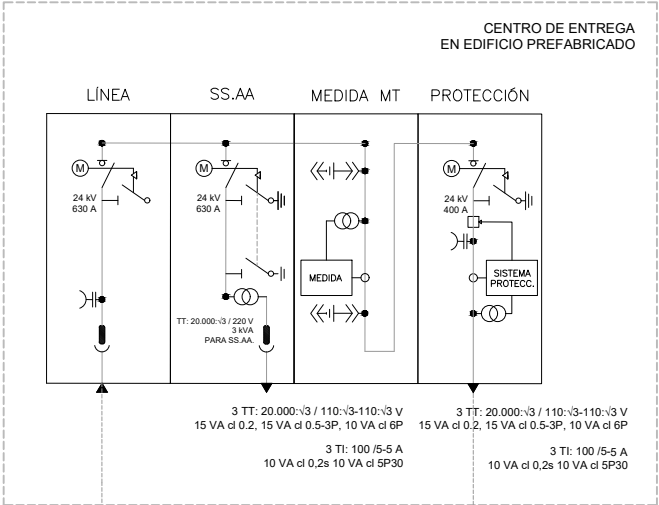 CENTRO DE ENTREGA
EN EDIFICIO PREFABRICADO
LÍNEA
SS.AA
MEDIDA MT
PROTECCIÓN
M
24 kV
630 A
M
24 kV
630 A
TT: 20.000:√3 / 220 V
3 kVA
PARA SS.AA.
MEDIDA
M
24 kV
400 A
SISTEMA
PROTECC.
3 TT: 20.000:√3 / 110:√3-110:√3 V
15 VA cl 0.2, 15 VA cl 0.5-3P, 10 VA cl 6P
3 TI: 100 /5-5 A
10 VA cl 0,2s 10 VA cl 5P30
3 TT: 20.000:√3 / 110:√3-110:√3 V
15 VA cl 0.2, 15 VA cl 0.5-3P, 10 VA cl 6P
3 TI: 100 /5-5 A
10 VA cl 0,2s 10 VA cl 5P30